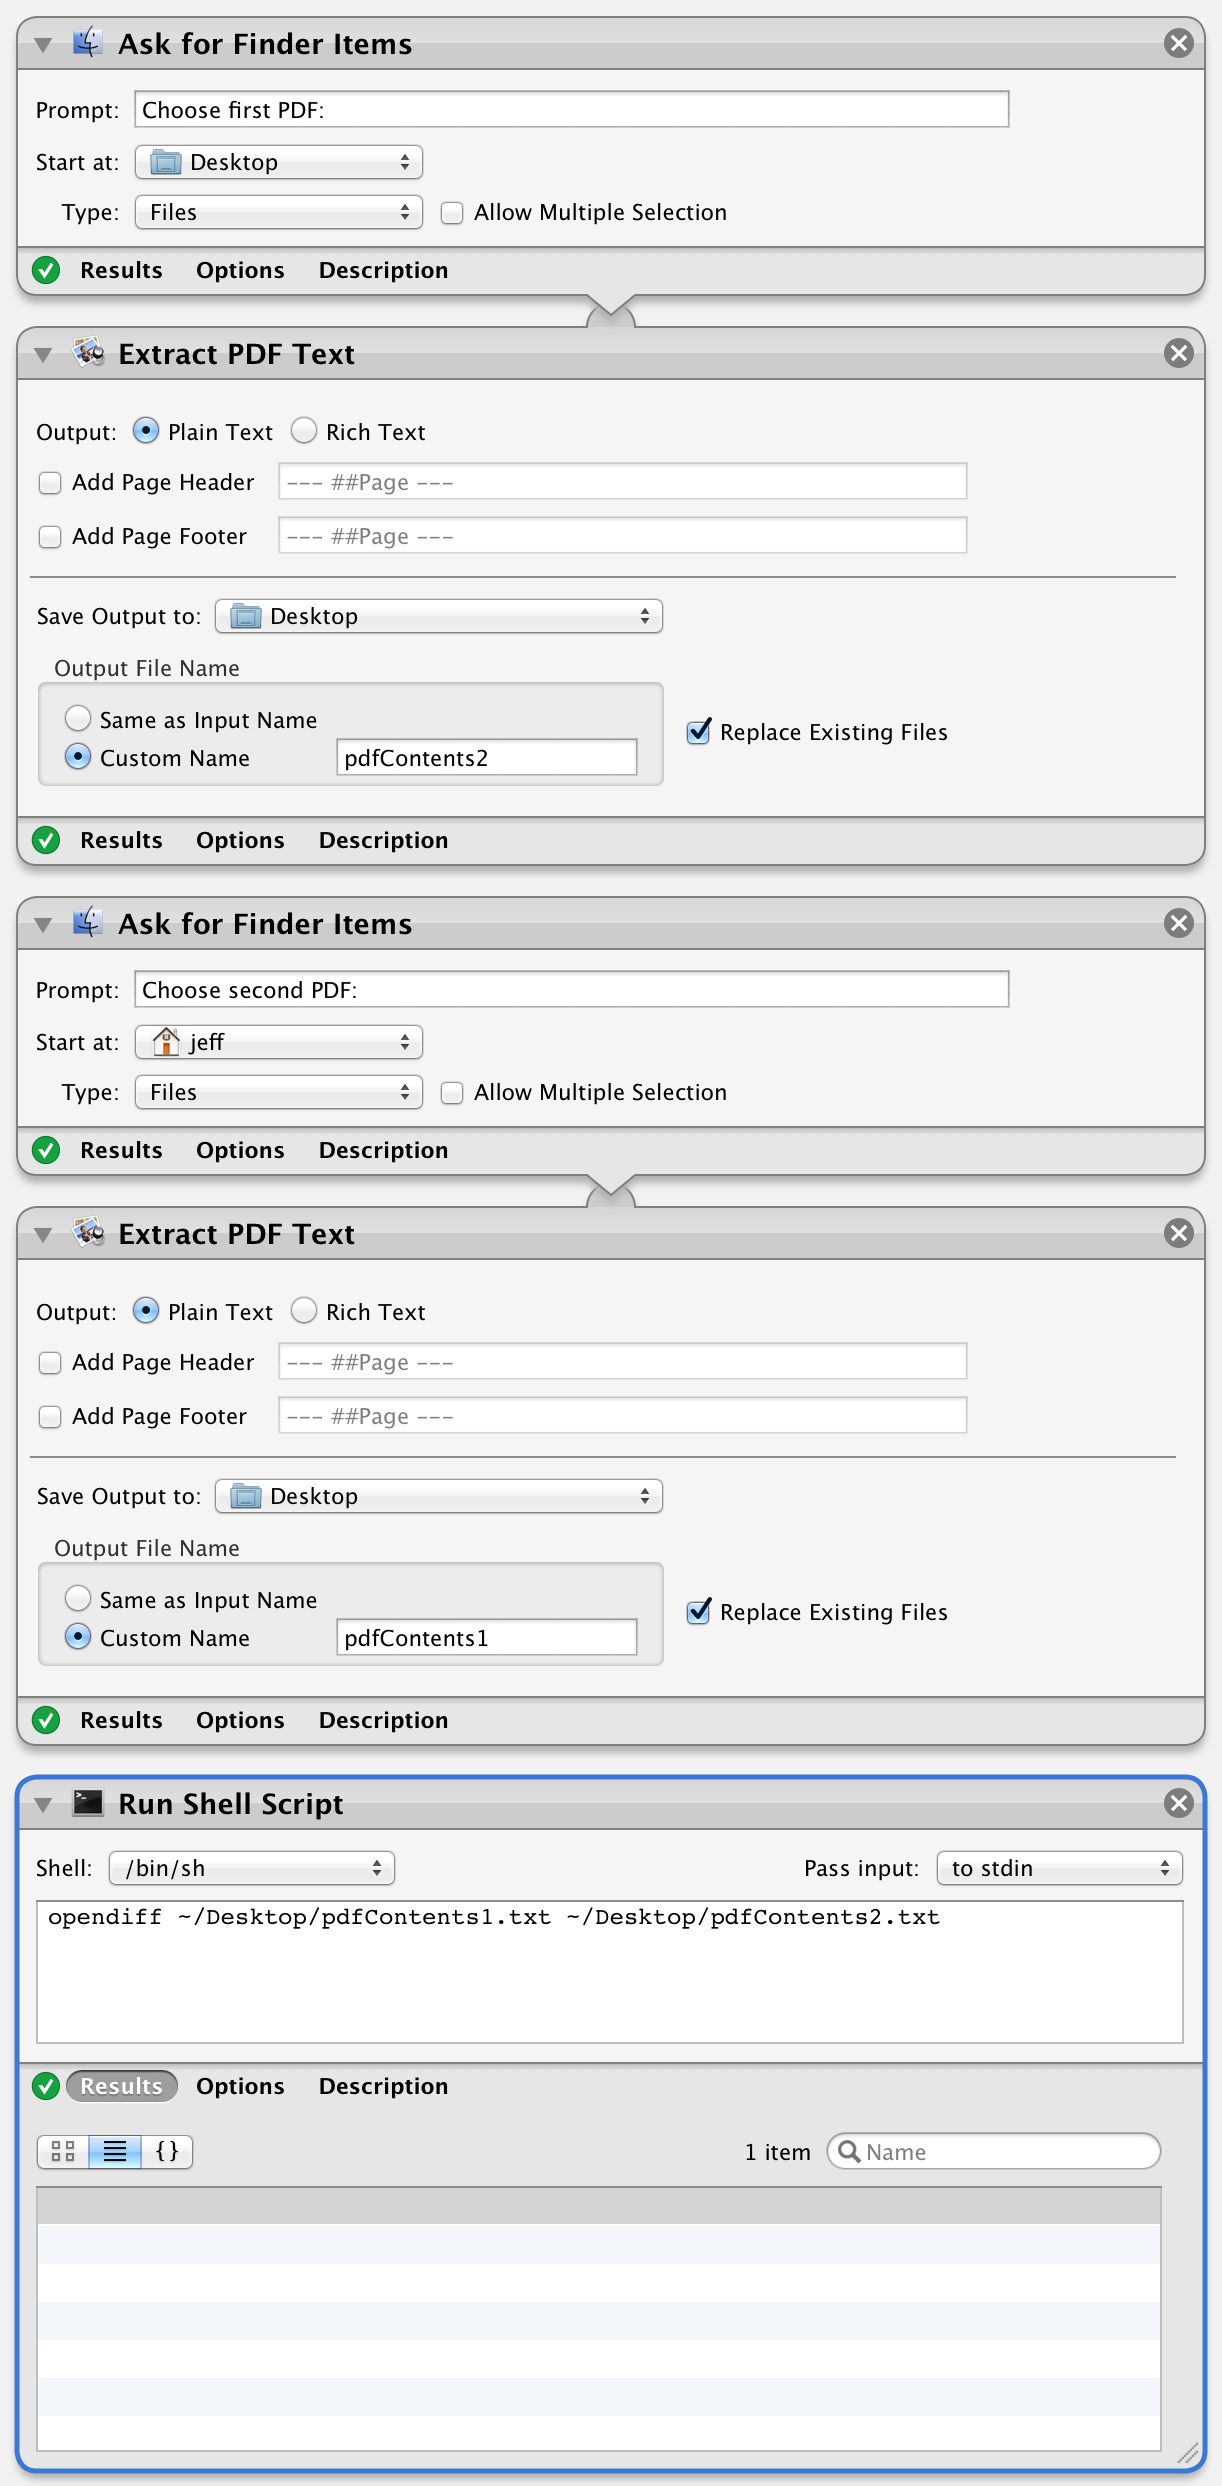 Ask for Finder Items
Prompt: Choose first PDF:
Start at: Desktop
Type: Files Allow Multiple Selection
Results Options Description
Extract PDF Text
Output: Plain Text Rich Text
Add Page Header --- ##Page ---
Add Page Footer --- ##Page ---
Save Output to: Desktop
Output File Name
Same as Input Name
Replace Existing Files
Custom Name pdfContents2
Results Options Description
Ask for Finder Items
Prompt: Choose second PDF:
Start at: jeff
Type: Files Allow Multiple Selection
Results Options Description
Extract PDF Text
Output: Plain Text Rich Text
Add Page Header --- ##Page ---
Add Page Footer --- ##Page ---
Save Output to: Desktop
Output File Name
Same as Input Name
Replace Existing Files
Custom Name pdfContents1
Results Options Description
Run Shell Script
Shell: /bin/sh Pass input: to stdin
opendiff ~/Desktop/pdfContents1.txt ~/Desktop/pdfContents2.txt
Results Options Description
{} 1 item Name